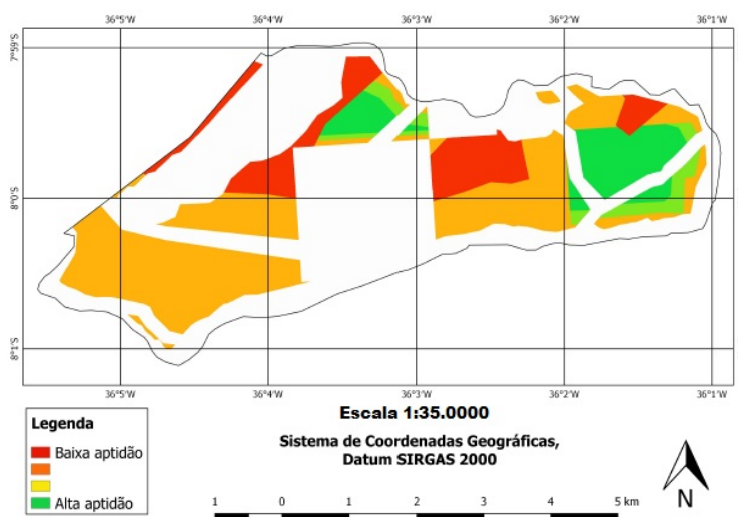 36°5'W 36°4'W 36°3'W 36°2'W 36°1'W
7°59'S
8°0'S
8°1'S
36°5'W 36°4'W 36°3'W 36°2'W 36°1'W
Legenda
Baixa aptidão
Alta aptidão
Escala 1:35.0000
Sistema de Coordenadas Geográficas,
Datum SIRGAS 2000
1 0 1 2 3 4 5 km
N